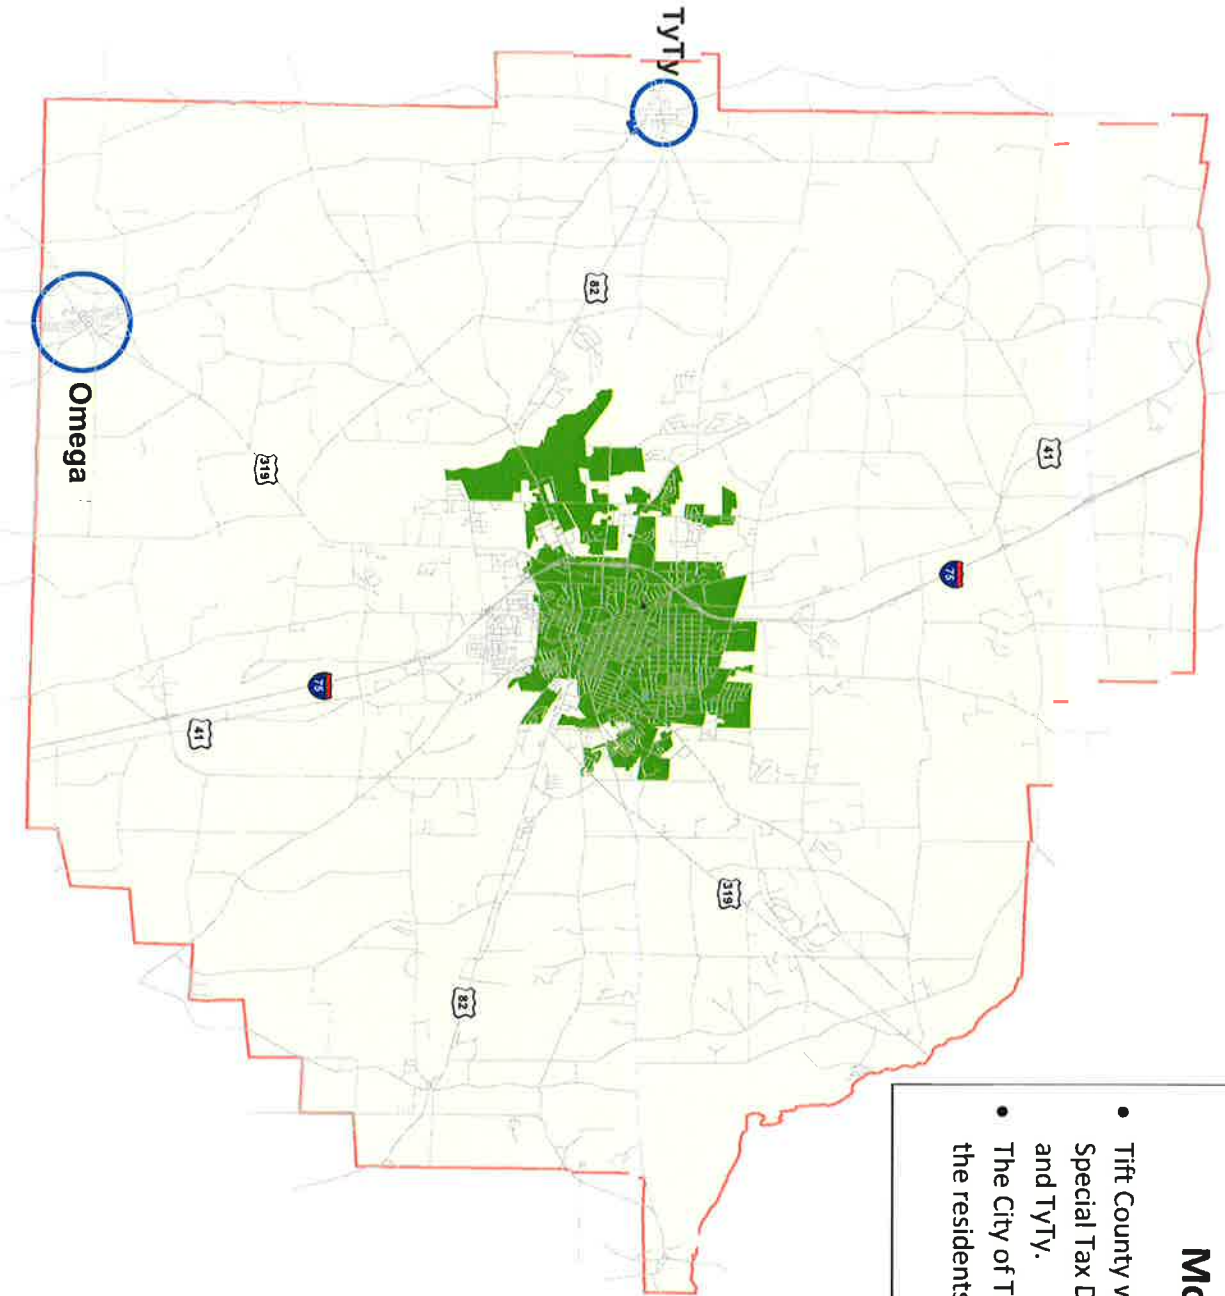 Mo
• Tift County w
Special Tax D
and TyTy.
• The City of T
the residents
41
75
319
TyTy
82
82
75
319
41
Omega